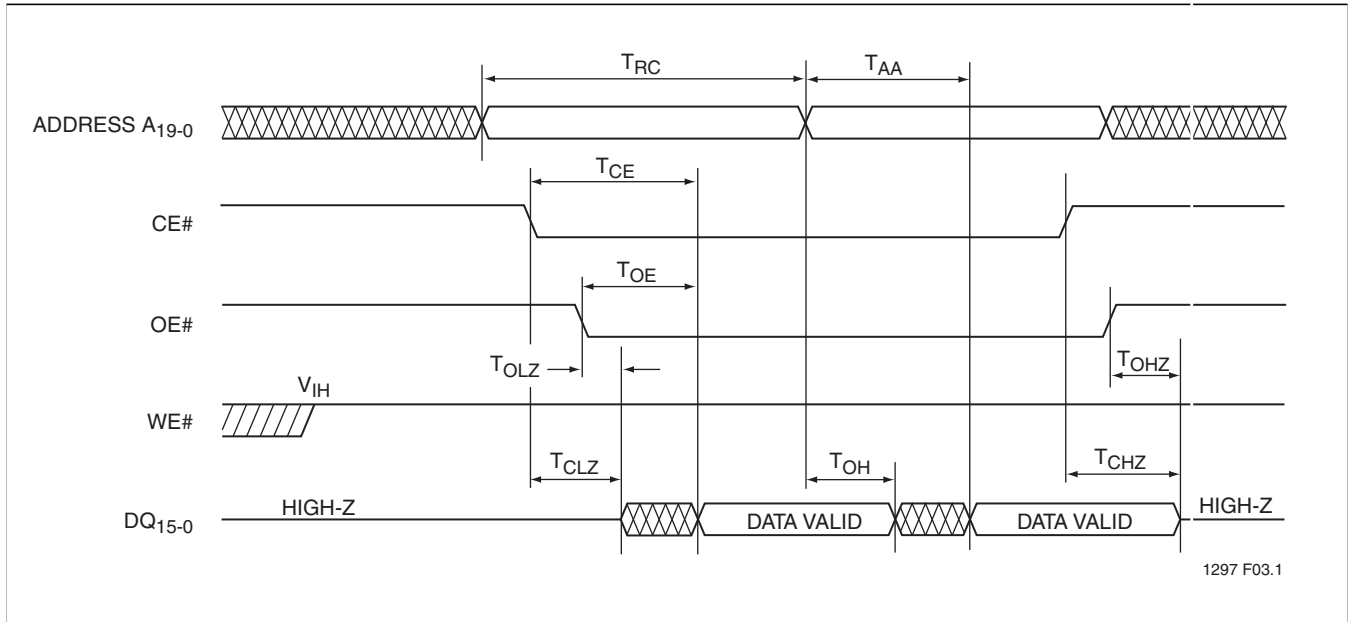 TRC
TAA
ADDRESS A19-0
TCE
CE#
TOE
OE#
TOLZ
TOHZ
VIH
WE#
TCLZ
TOH
TCHZ
HIGH-Z
DATA VALID
DATA VALID
HIGH-Z
DQ15-0
1297 F03.1